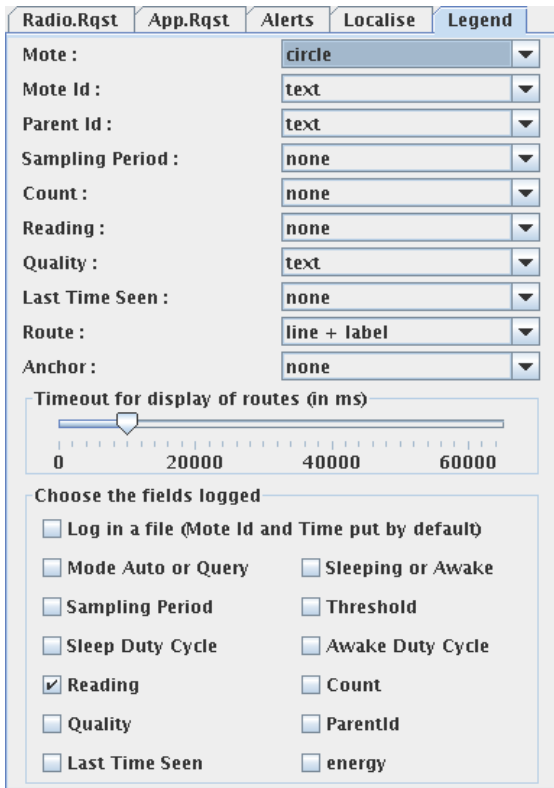 Radio.Rqst App.Rqst Alerts Localise Legend
Mote : circle
Mote Id : text
Parent Id : text
Sampling Period : none
Count : none
Reading : none
Quality : text
Last Time Seen : none
Route : line + label
Anchor : none
Timeout for display of routes (in ms)
0 20000 40000 60000
Choose the fields logged
Log in a file (Mote Id and Time put by default)
Mode Auto or Query Sleeping or Awake
Sampling Period Threshold
Sleep Duty Cycle Awake Duty Cycle
Reading Count
Quality ParentId
Last Time Seen energy